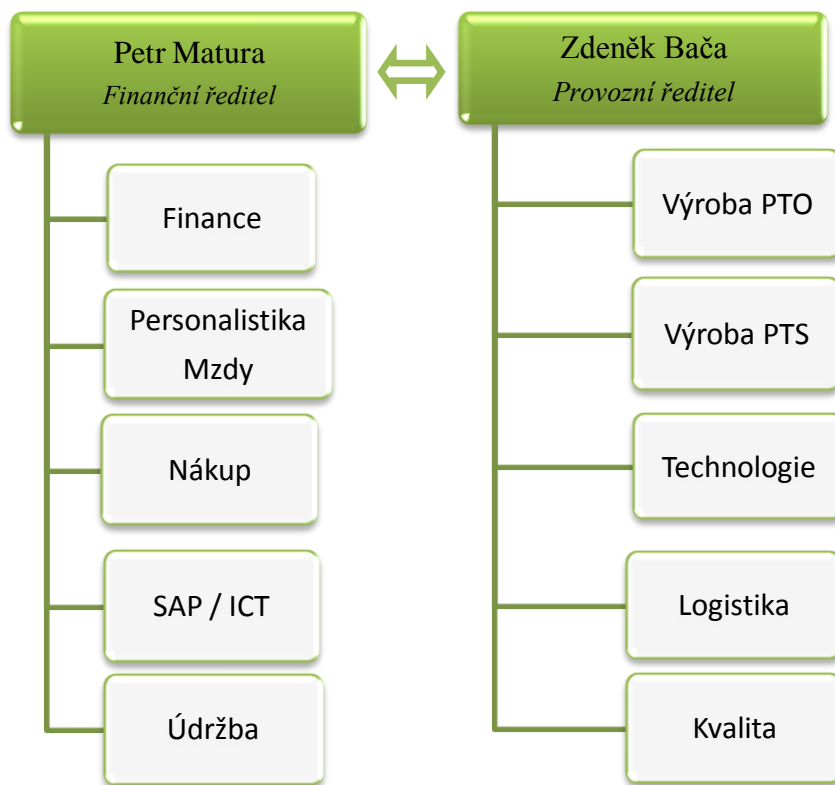 Petr Matura
Finanční ředitel
Finance
Personalistika
Mzdy
Nákup
SAP / ICT
Údržba
Zdeněk Bača
Provozní ředitel
Výroba PTO
Výroba PTS
Technologie
Logistika
Kvalita